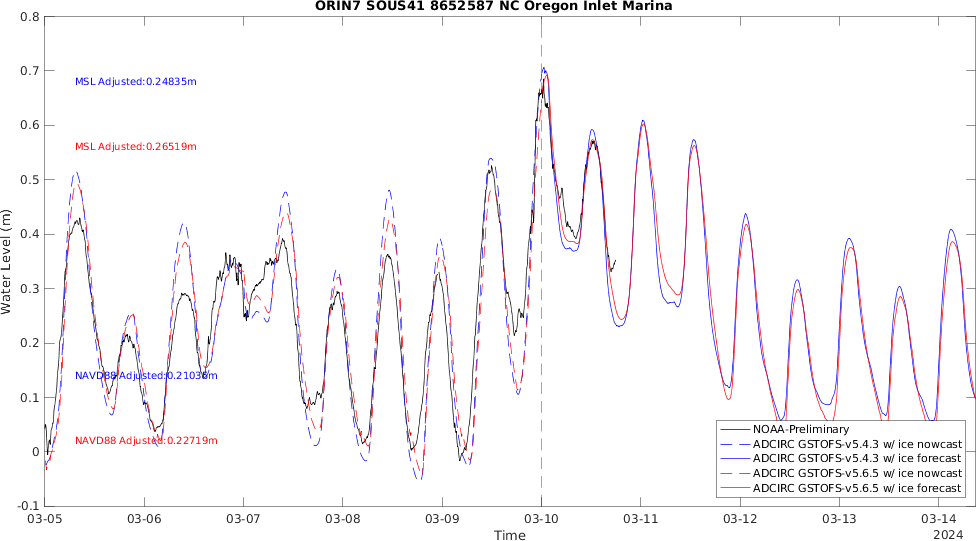 ORIN7 SOUS41 8652587 NC Oregon Inlet Marina
0.8
0.7
0.6
0.5
0.4
0.3
0.2
0.1
0
-0.1
Water Level (m)
MSL Adjusted:0.24835m
MSL Adjusted:0.26519m
NAVD88 Adjusted:0.21036m
NAVD88 Adjusted:0.22719m
NOAA-Preliminary
ADCIRC GSTOFS-v5.4.3 w/ ice nowcast
ADCIRC GSTOFS-v5.4.3 w/ ice forecast
ADCIRC GSTOFS-v5.6.5 w/ ice nowcast
ADCIRC GSTOFS-v5.6.5 w/ ice forecast
03-05 03-06 03-07 03-08 03-09 03-10 03-11 03-12 03-13 03-14
Time
2024